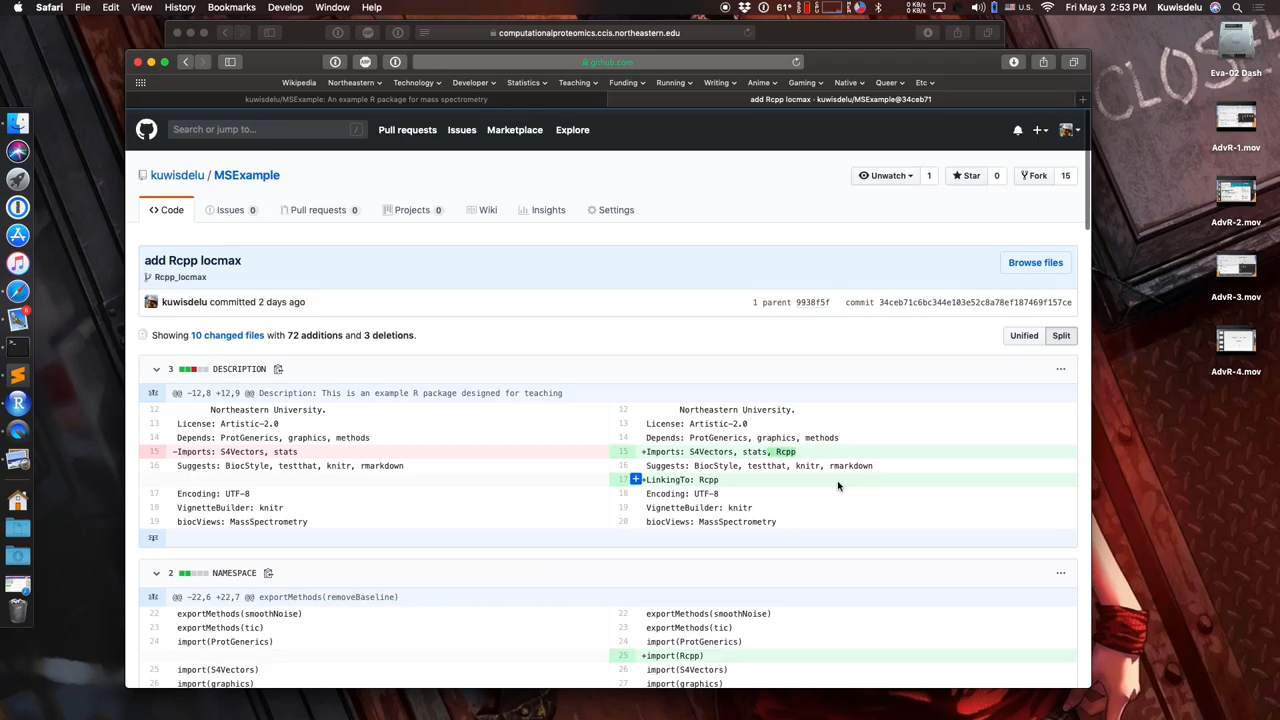 Safari File Edit View History Bookmarks Develop Window Help 61° U.S. Fri May 3 2:53 PM Kuwisdelu
computationalproteomics.ccis.northeastern.edu
github.com
Wikipedia Northeastern Technology Developer Statistics Teaching Funding Running Writing Anime Gaming Native Queer Etc
kuwisdelu/MSExample: An example R package for mass spectrometry add Rcpp locmax · kuwisdelu/MSExample@34ceb71
Search or jump to... / Pull requests Issues Marketplace Explore
kuwisdelu / MSExample Unwatch 1 Star 0 Fork 15
Code Issues 0 Pull requests 0 Projects 0 Wiki Insights Settings
add Rcpp locmax Browse files
Rcpp_locmax
kuwisdelu committed 2 days ago 1 parent 9938f5f commit 34ceb71c6bc344e103e52c8a78ef187469f157ce
Showing 10 changed files with 72 additions and 3 deletions. Unified Split
3 DESCRIPTION
@@ -12,8 +12,9 @@ Description: This is an example R package designed for teaching
12 Northeastern University. 12 Northeastern University.
13 License: Artistic-2.0 13 License: Artistic-2.0
14 Depends: ProtGenerics, graphics, methods 14 Depends: ProtGenerics, graphics, methods
15 -Imports: S4Vectors, stats 15 +Imports: S4Vectors, stats, Rcpp
16 Suggests: BiocStyle, testthat, knitr, rmarkdown 16 Suggests: BiocStyle, testthat, knitr, rmarkdown
17 +LinkingTo: Rcpp
17 Encoding: UTF-8 18 Encoding: UTF-8
18 VignetteBuilder: knitr 19 VignetteBuilder: knitr
19 biocViews: MassSpectrometry 20 biocViews: MassSpectrometry
2 NAMESPACE
@@ -22,6 +22,7 @@ exportMethods(removeBaseline)
22 exportMethods(smoothNoise) 22 exportMethods(smoothNoise)
23 exportMethods(tic) 23 exportMethods(tic)
24 import(ProtGenerics) 24 import(ProtGenerics)
25 +import(Rcpp)
25 import(S4Vectors) 26 import(S4Vectors)
26 import(graphics) 27 import(graphics)
Eva-02 Dash
AdvR-1.mov
AdvR-2.mov
AdvR-3.mov
AdvR-4.mov
CLOS